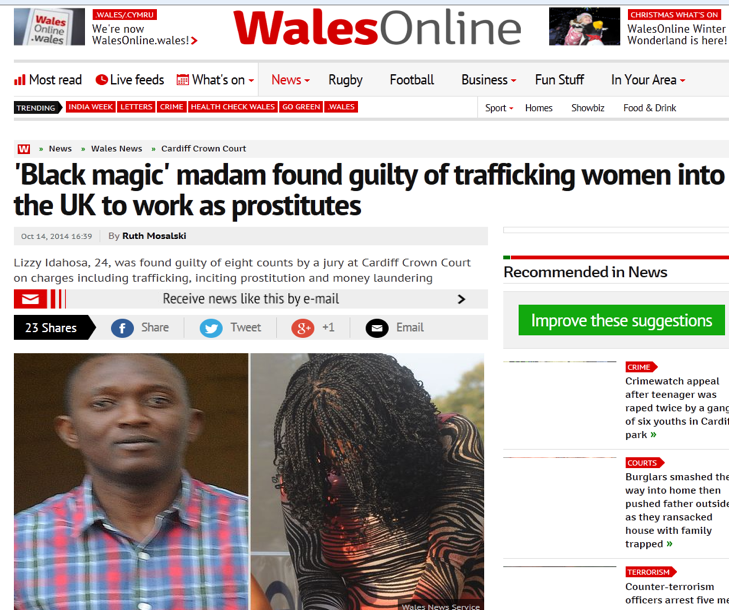 Wales
Online
.wales
.WALES/.CYMRU
We're now
WalesOnline.wales!
WalesOnline
CHRISTMAS WHAT'S ON
WalesOnline Winter
Wonderland is here!
Most read
Live feeds
What's on
News
Rugby
Football
Business
Fun Stuff
In Your Area
TRENDING
INDIA WEEK
LETTERS
CRIME
HEALTH CHECK WALES
GO GREEN
.WALES
Sport
Homes
Showbiz
Food & Drink
W » News » Wales News » Cardiff Crown Court
'Black magic' madam found guilty of trafficking women into
the UK to work as prostitutes
Oct 14, 2014 16:39 By Ruth Mosalski
Lizzy Idahosa, 24, was found guilty of eight counts by a jury at Cardiff Crown Court
on charges including trafficking, inciting prostitution and money laundering
Receive news like this by e-mail
23 Shares
f Share
Tweet
g+ +1
Email
Wales News Service
Recommended in News
Improve these suggestions
CRIME
Crimewatch appeal
after teenager was
raped twice by a gang
of six youths in Cardiff
park »
COURTS
Burglars smashed the
way into home then
pushed father outside
as they ransacked
house with family
trapped »
TERRORISM
Counter-terrorism
officers arrest five me